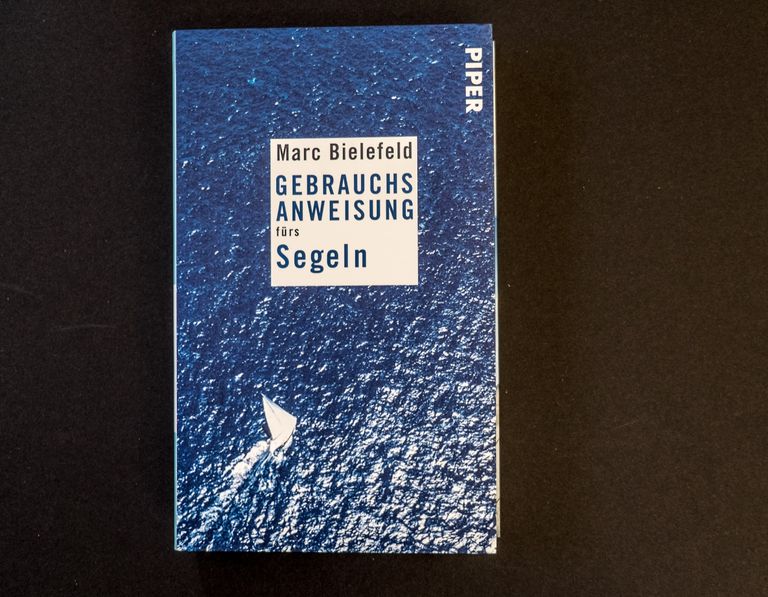 PIPER
Marc Bielefeld
GEBRAUCHS
ANWEISUNG
fürs
Segeln